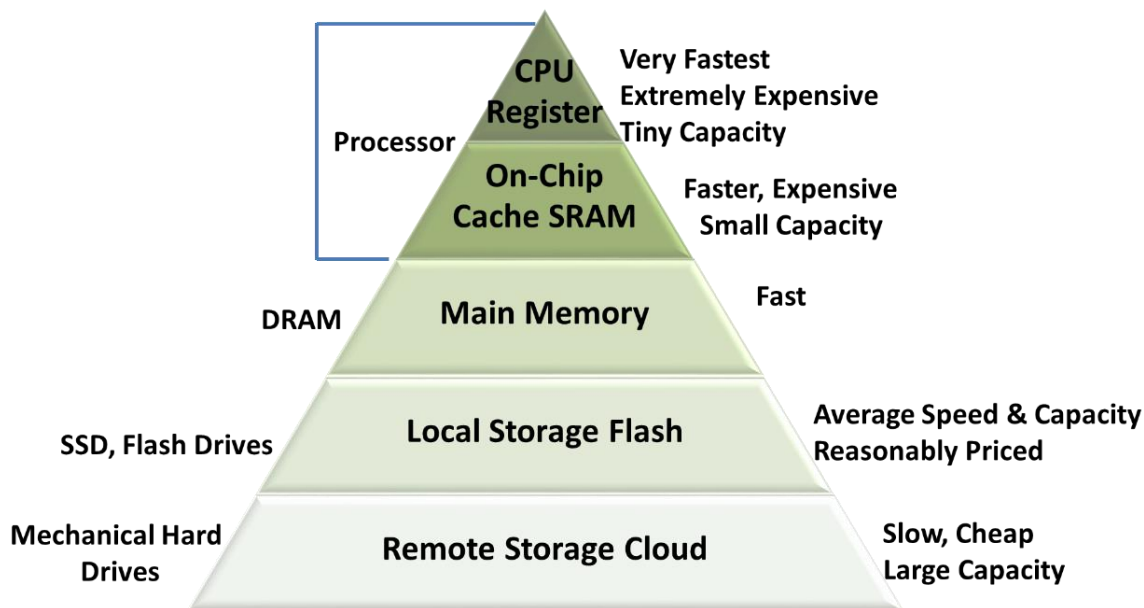 CPU
Register
Very Fastest
Extremely Expensive
Tiny Capacity
Processor
On-Chip
Cache SRAM
Faster, Expensive
Small Capacity
DRAM
Main Memory
Fast
SSD, Flash Drives
Local Storage Flash
Average Speed & Capacity
Reasonably Priced
Mechanical Hard
Drives
Remote Storage Cloud
Slow, Cheap
Large Capacity